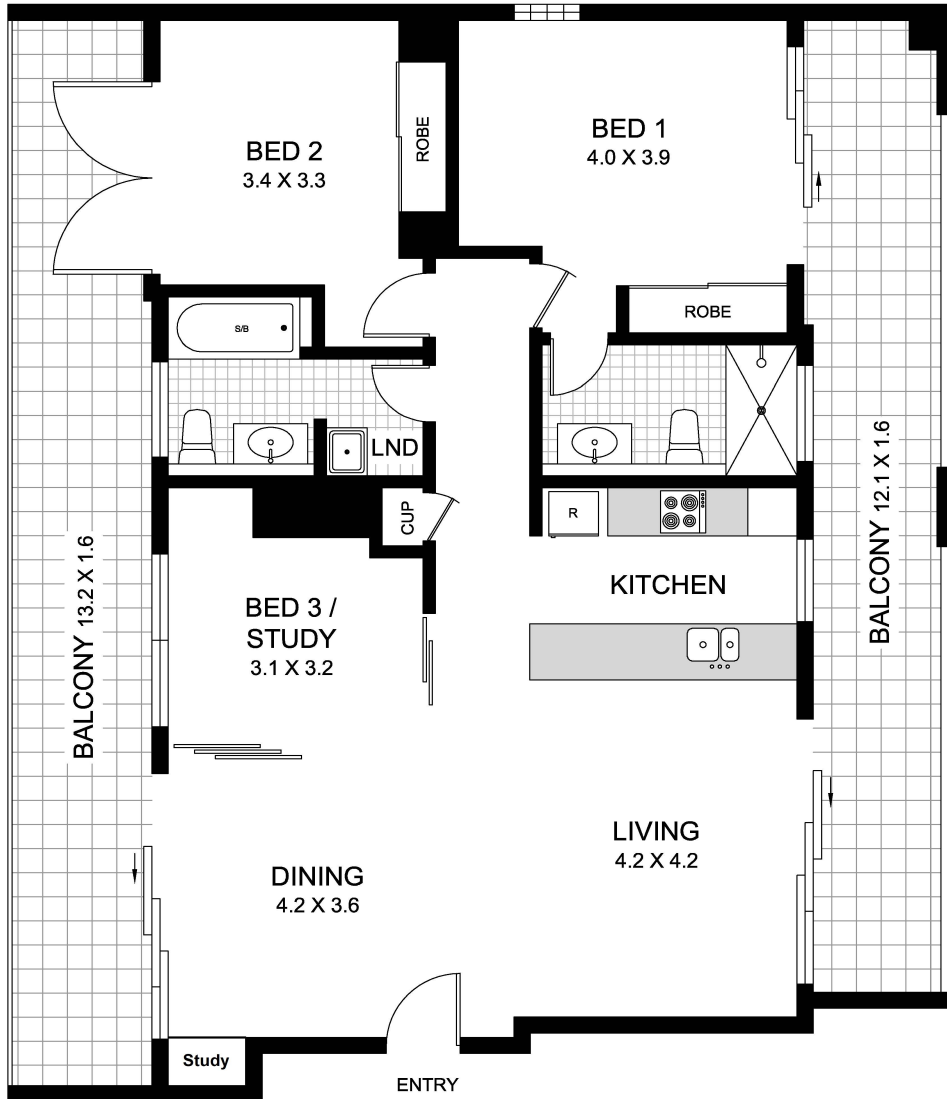 BED 2
3.4 X 3.3
ROBE
BED 1
4.0 X 3.9
ROBE
S/B
LND
CUP
R
KITCHEN
BALCONY 12.1 X 1.6
BALCONY 13.2 X 1.6
BED 3 /
STUDY
3.1 X 3.2
LIVING
4.2 X 4.2
DINING
4.2 X 3.6
Study
ENTRY